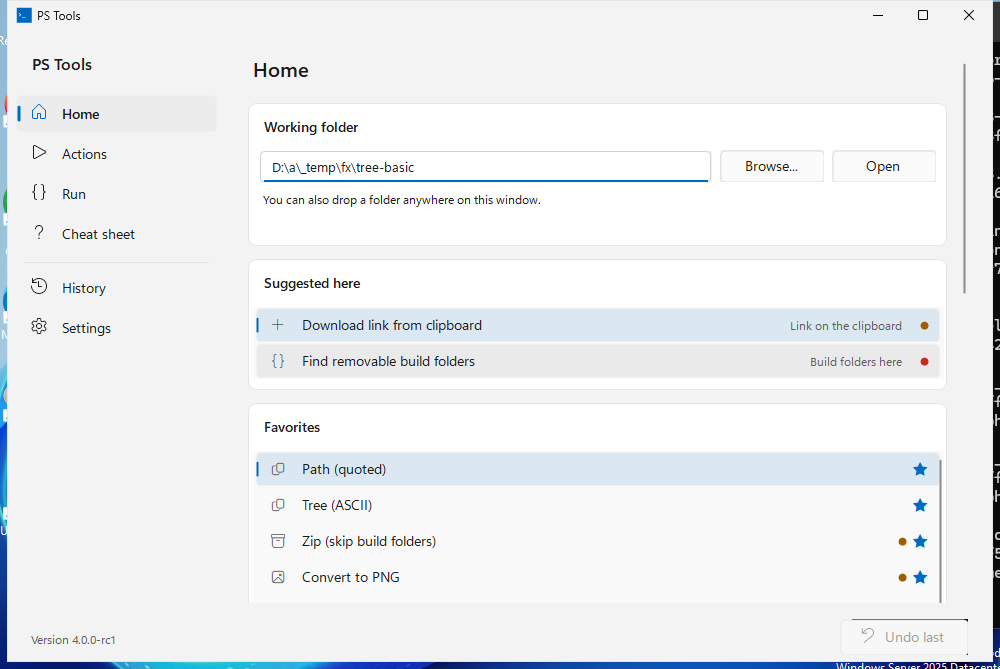 PS Tools
PS Tools
Home
Actions
Run
Cheat sheet
History
Settings
Version 4.0.0-rc1
Home
Working folder
D:\a\_temp\fx\tree-basic
Browse...
Open
You can also drop a folder anywhere on this window.
Suggested here
Download link from clipboard
Link on the clipboard
Find removable build folders
Build folders here
Favorites
Path (quoted)
Tree (ASCII)
Zip (skip build folders)
Convert to PNG
Undo last
Windows Server 2025 Datacent